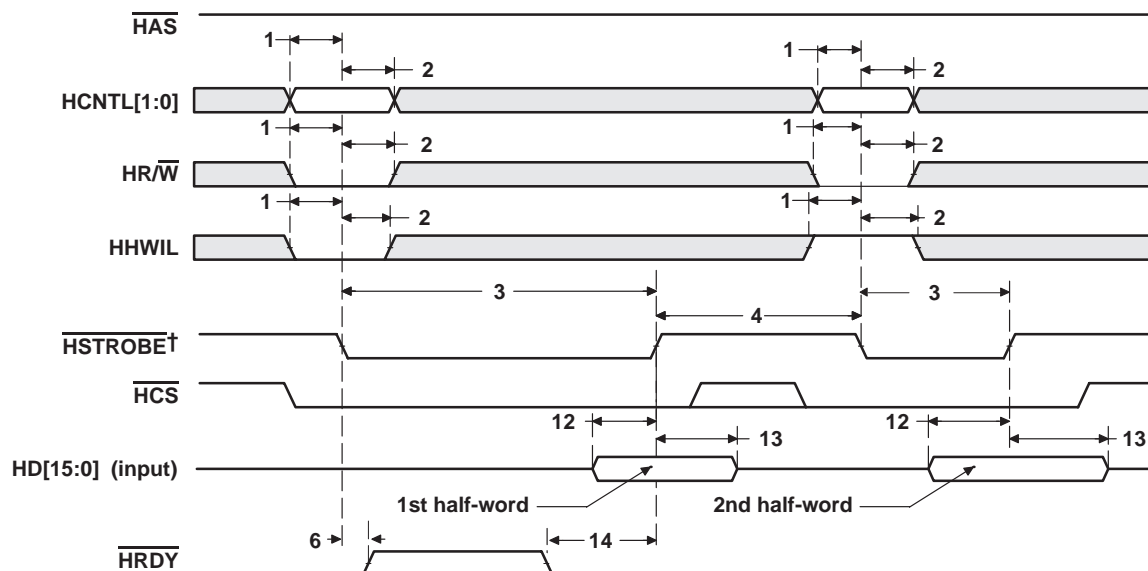 HAS
1
2
HCNTL[1:0]
1
2
HR/W
1
2
HHWIL
3
4
HSTROBE†
HCS
12
13
HD[15:0] (input)
1st half-word
2nd half-word
6
14
HRDY
1
2
1
2
1
2
3
12
13